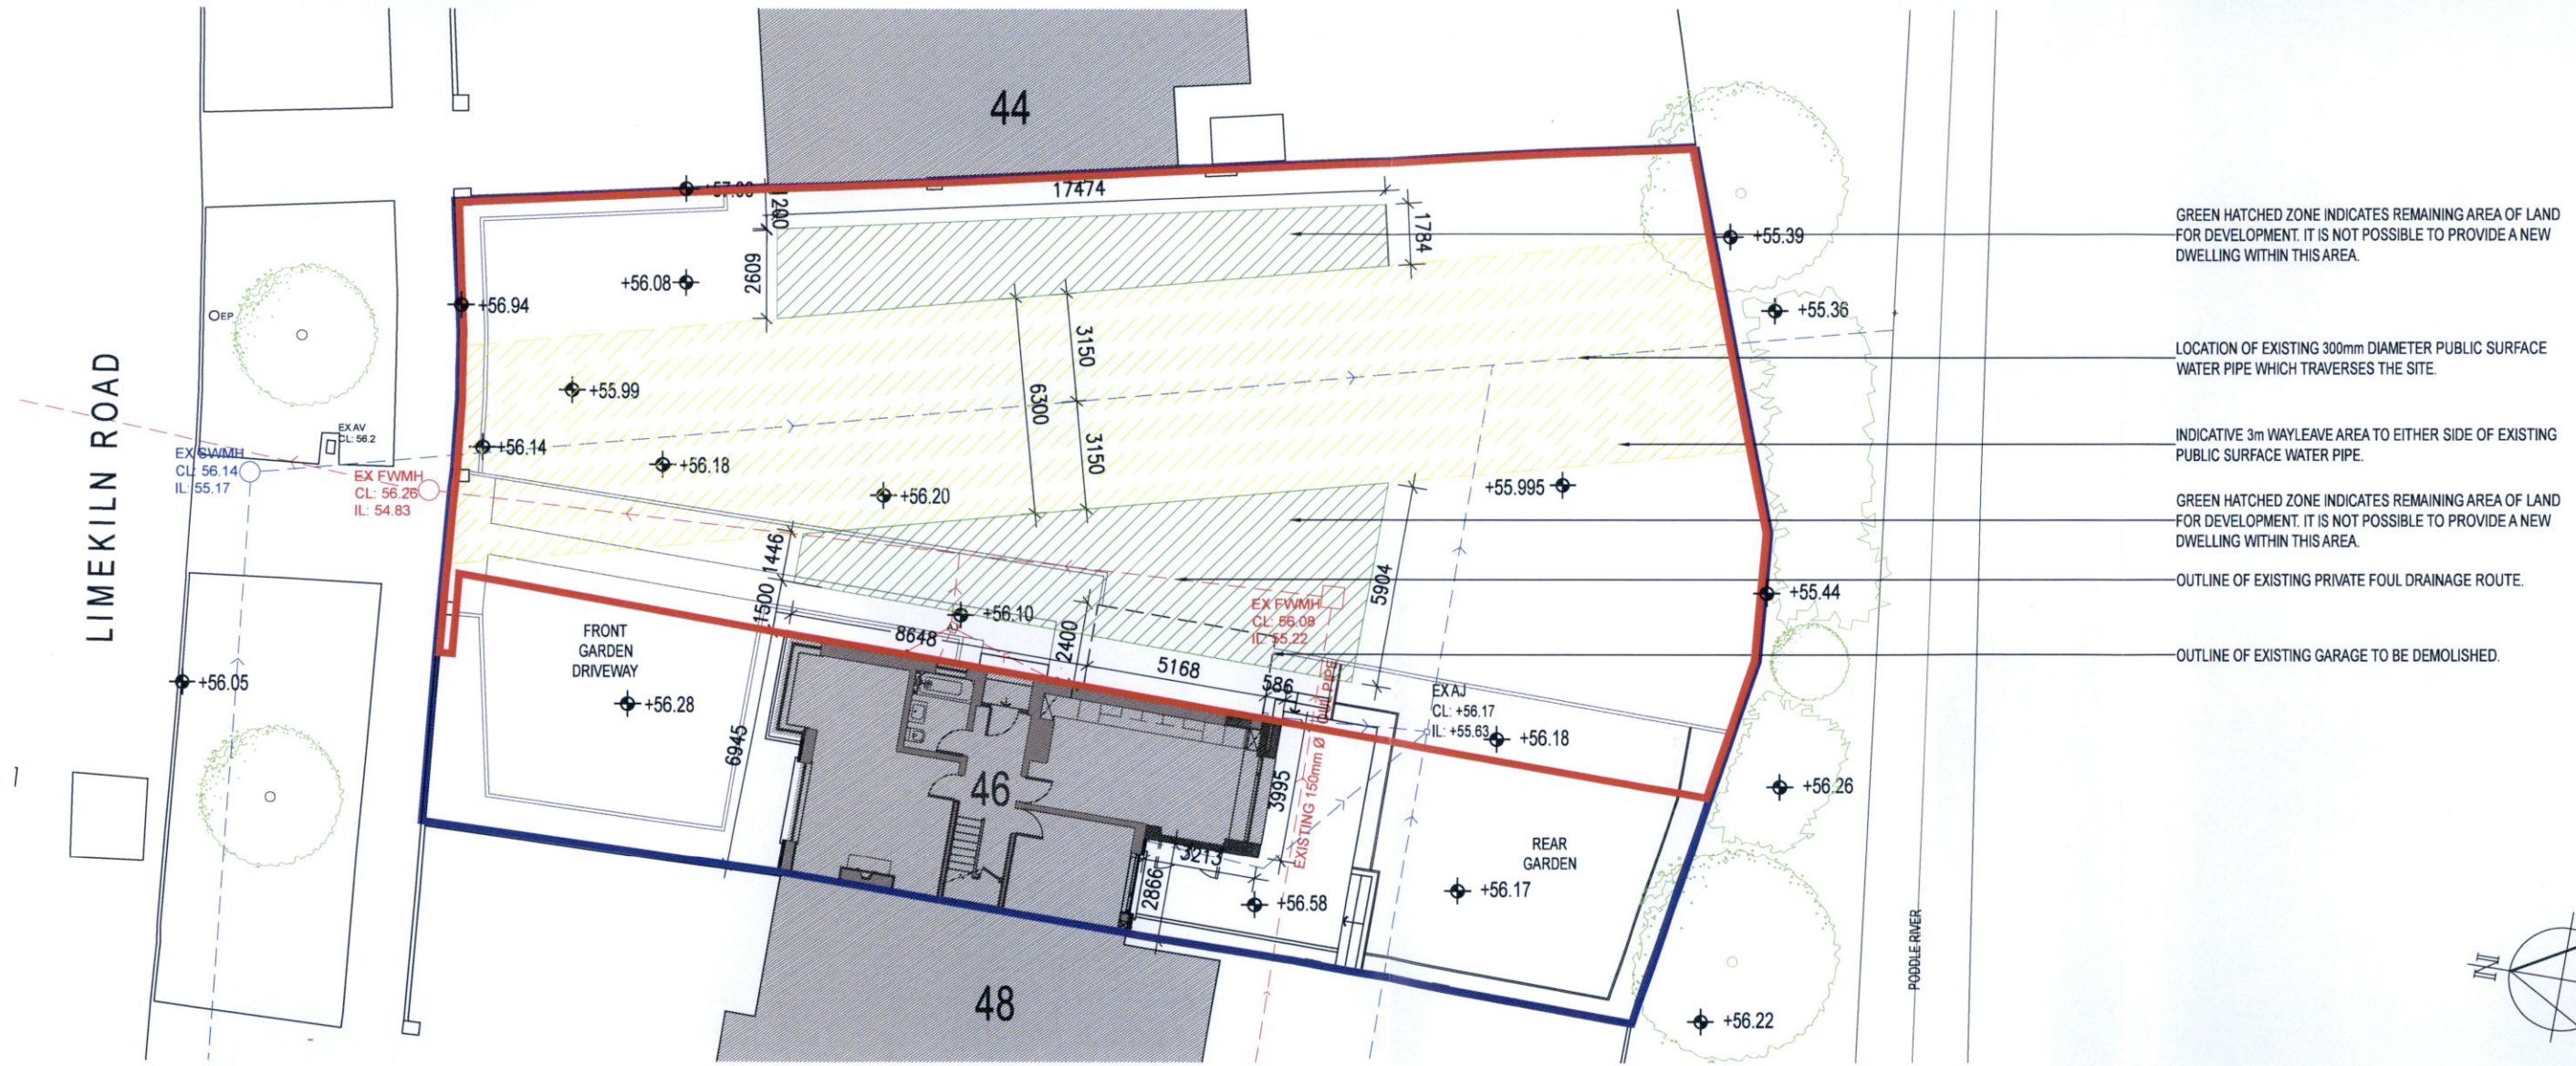 44
17474
1200
1784
2609
+56.08
+55.39
+56.94
+55.36
OEP
3150
6300
3150
+55.99
LIMEKILN ROAD
EX AV
CL: 56.2
+56.14
+56.18
+56.20
+55.995
EX SWMH
CL: 56.14
IL: 55.17
EX FWMH
CL: 56.26
IL: 54.83
1446
1500
5904
+55.44
+56.10
8648
2400
EX FWMH
CL: 56.08
IL: 55.22
FRONT
GARDEN
DRIVEWAY
5168
586
+56.05
+56.28
EX AJ
CL: +56.17
IL: +55.63
+56.18
6945
46
3995
EXISTING 150mm Ø PIPE
+56.26
REAR
GARDEN
3213
2866
+56.17
+56.58
48
+56.22
PODDLE RIVER
N
GREEN HATCHED ZONE INDICATES REMAINING AREA OF LAND
FOR DEVELOPMENT. IT IS NOT POSSIBLE TO PROVIDE A NEW
DWELLING WITHIN THIS AREA.
LOCATION OF EXISTING 300mm DIAMETER PUBLIC SURFACE
WATER PIPE WHICH TRAVERSES THE SITE.
INDICATIVE 3m WAYLEAVE AREA TO EITHER SIDE OF EXISTING
PUBLIC SURFACE WATER PIPE.
GREEN HATCHED ZONE INDICATES REMAINING AREA OF LAND
FOR DEVELOPMENT. IT IS NOT POSSIBLE TO PROVIDE A NEW
DWELLING WITHIN THIS AREA.
OUTLINE OF EXISTING PRIVATE FOUL DRAINAGE ROUTE.
OUTLINE OF EXISTING GARAGE TO BE DEMOLISHED.